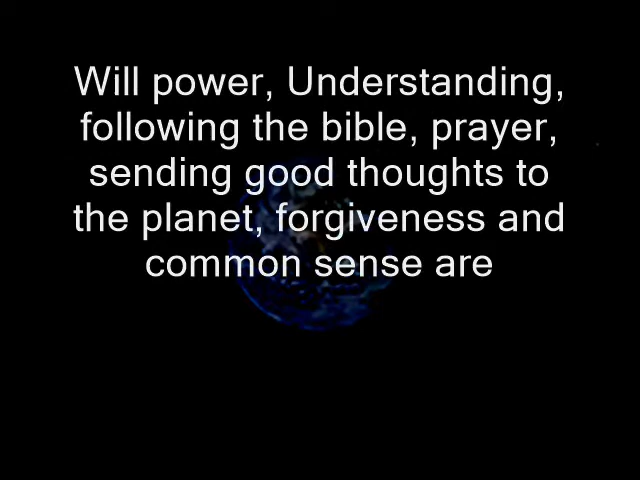 Will power, Understanding,
following the bible, prayer,
sending good thoughts to
the planet, forgiveness and
common sense are